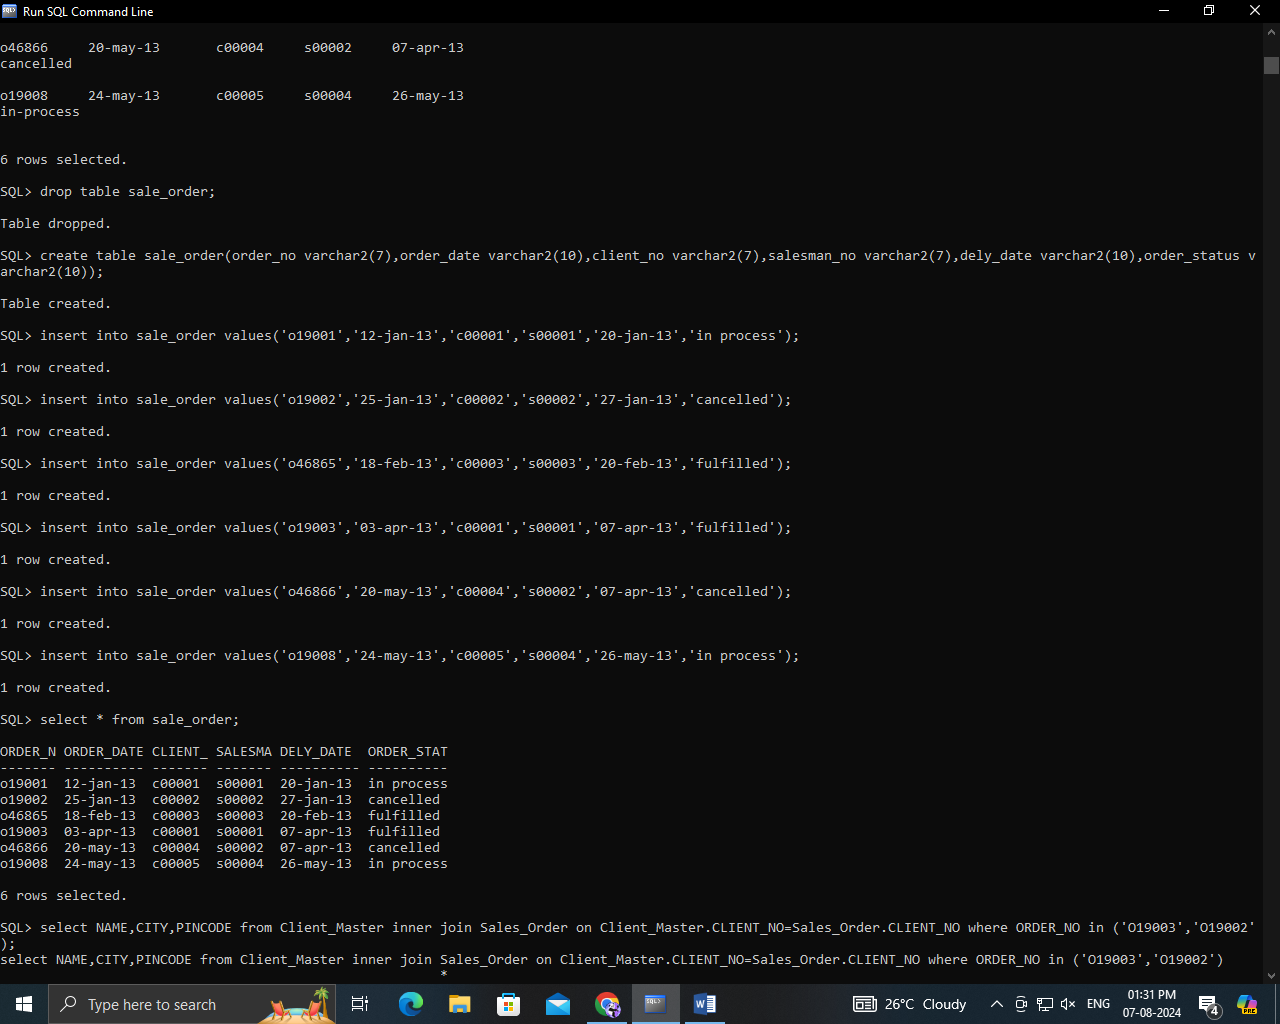 Run SQL Command Line
o46866     20-may-13       c00004     s00002     07-apr-13
cancelled
o19008     24-may-13       c00005     s00004     26-may-13
in-process
6 rows selected.
SQL> drop table sale_order;
Table dropped.
SQL> create table sale_order(order_no varchar2(7),order_date varchar2(10),client_no varchar2(7),salesman_no varchar2(7),dely_date varchar2(10),order_status v
archar2(10));
Table created.
SQL> insert into sale_order values('o19001','12-jan-13','c00001','s00001','20-jan-13','in process');
1 row created.
SQL> insert into sale_order values('o19002','25-jan-13','c00002','s00002','27-jan-13','cancelled');
1 row created.
SQL> insert into sale_order values('o46865','18-feb-13','c00003','s00003','20-feb-13','fulfilled');
1 row created.
SQL> insert into sale_order values('o19003','03-apr-13','c00001','s00001','07-apr-13','fulfilled');
1 row created.
SQL> insert into sale_order values('o46866','20-may-13','c00004','s00002','07-apr-13','cancelled');
1 row created.
SQL> insert into sale_order values('o19008','24-may-13','c00005','s00004','26-may-13','in process');
1 row created.
SQL> select * from sale_order;
ORDER_N ORDER_DATE CLIENT_ SALESMA DELY_DATE  ORDER_STAT
------- ---------- ------- ------- ---------- ----------
o19001  12-jan-13  c00001  s00001  20-jan-13  in process
o19002  25-jan-13  c00002  s00002  27-jan-13  cancelled
o46865  18-feb-13  c00003  s00003  20-feb-13  fulfilled
o19003  03-apr-13  c00001  s00001  07-apr-13  fulfilled
o46866  20-may-13  c00004  s00002  07-apr-13  cancelled
o19008  24-may-13  c00005  s00004  26-may-13  in process
6 rows selected.
SQL> select NAME,CITY,PINCODE from Client_Master inner join Sales_Order on Client_Master.CLIENT_NO=Sales_Order.CLIENT_NO where ORDER_NO in ('O19003','O19002'
);
select NAME,CITY,PINCODE from Client_Master inner join Sales_Order on Client_Master.CLIENT_NO=Sales_Order.CLIENT_NO where ORDER_NO in ('O19003','O19002')
*
Type here to search
26°C Cloudy
ENG
01:31 PM
07-08-2024
4